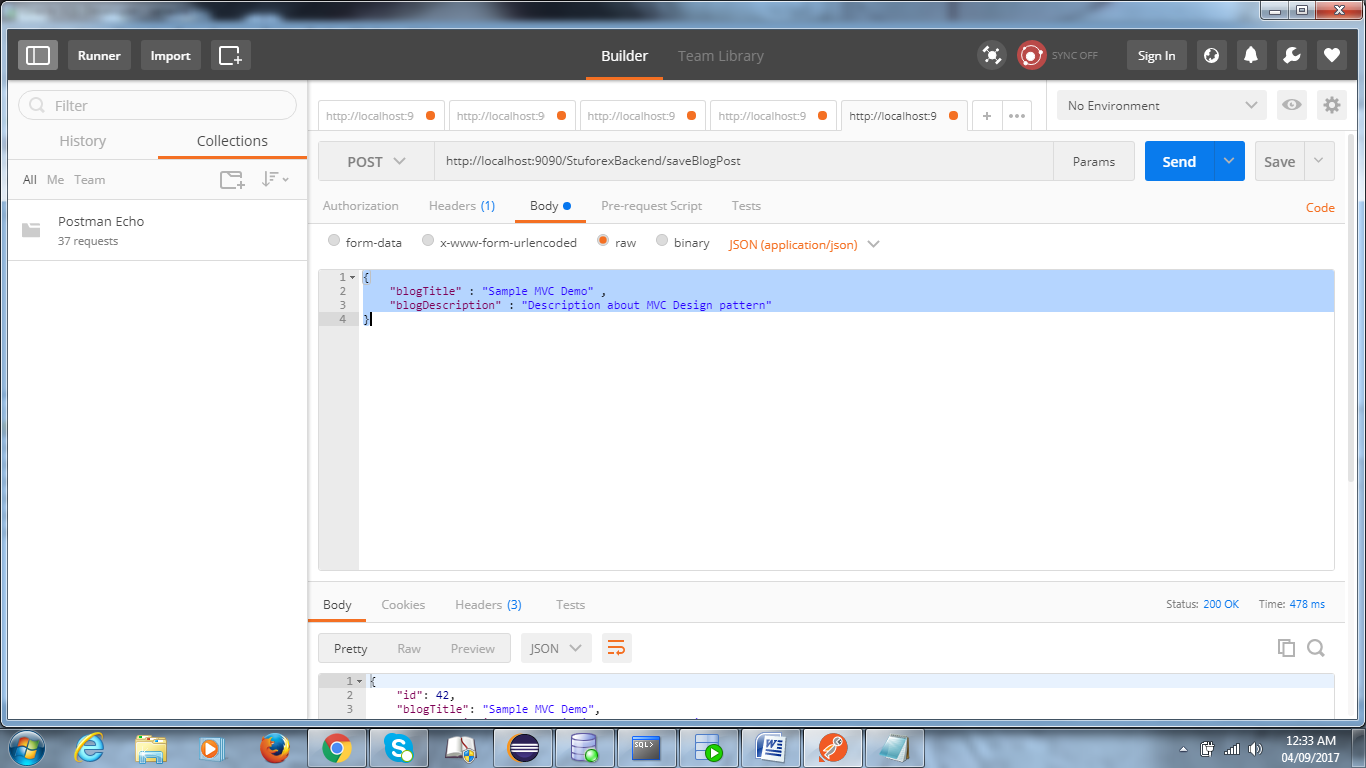 Runner
Import
Builder
Team Library
SYNC OFF
Sign In
Filter
History
Collections
All Me Team
Postman Echo
37 requests
http://localhost:9
http://localhost:9
http://localhost:9
http://localhost:9
http://localhost:9
+
No Environment
POST
http://localhost:9090/StuforexBackend/saveBlogPost
Params
Send
Save
Authorization
Headers (1)
Body
Pre-request Script
Tests
Code
form-data
x-www-form-urlencoded
raw
binary
JSON (application/json)
1 {
2 "blogTitle" : "Sample MVC Demo" ,
3 "blogDescription" : "Description about MVC Design pattern"
4 }
Body
Cookies
Headers (3)
Tests
Status: 200 OK
Time: 478 ms
Pretty
Raw
Preview
JSON
1 {
2 "id": 42,
3 "blogTitle": "Sample MVC Demo",
SQL>
12:33 AM
04/09/2017